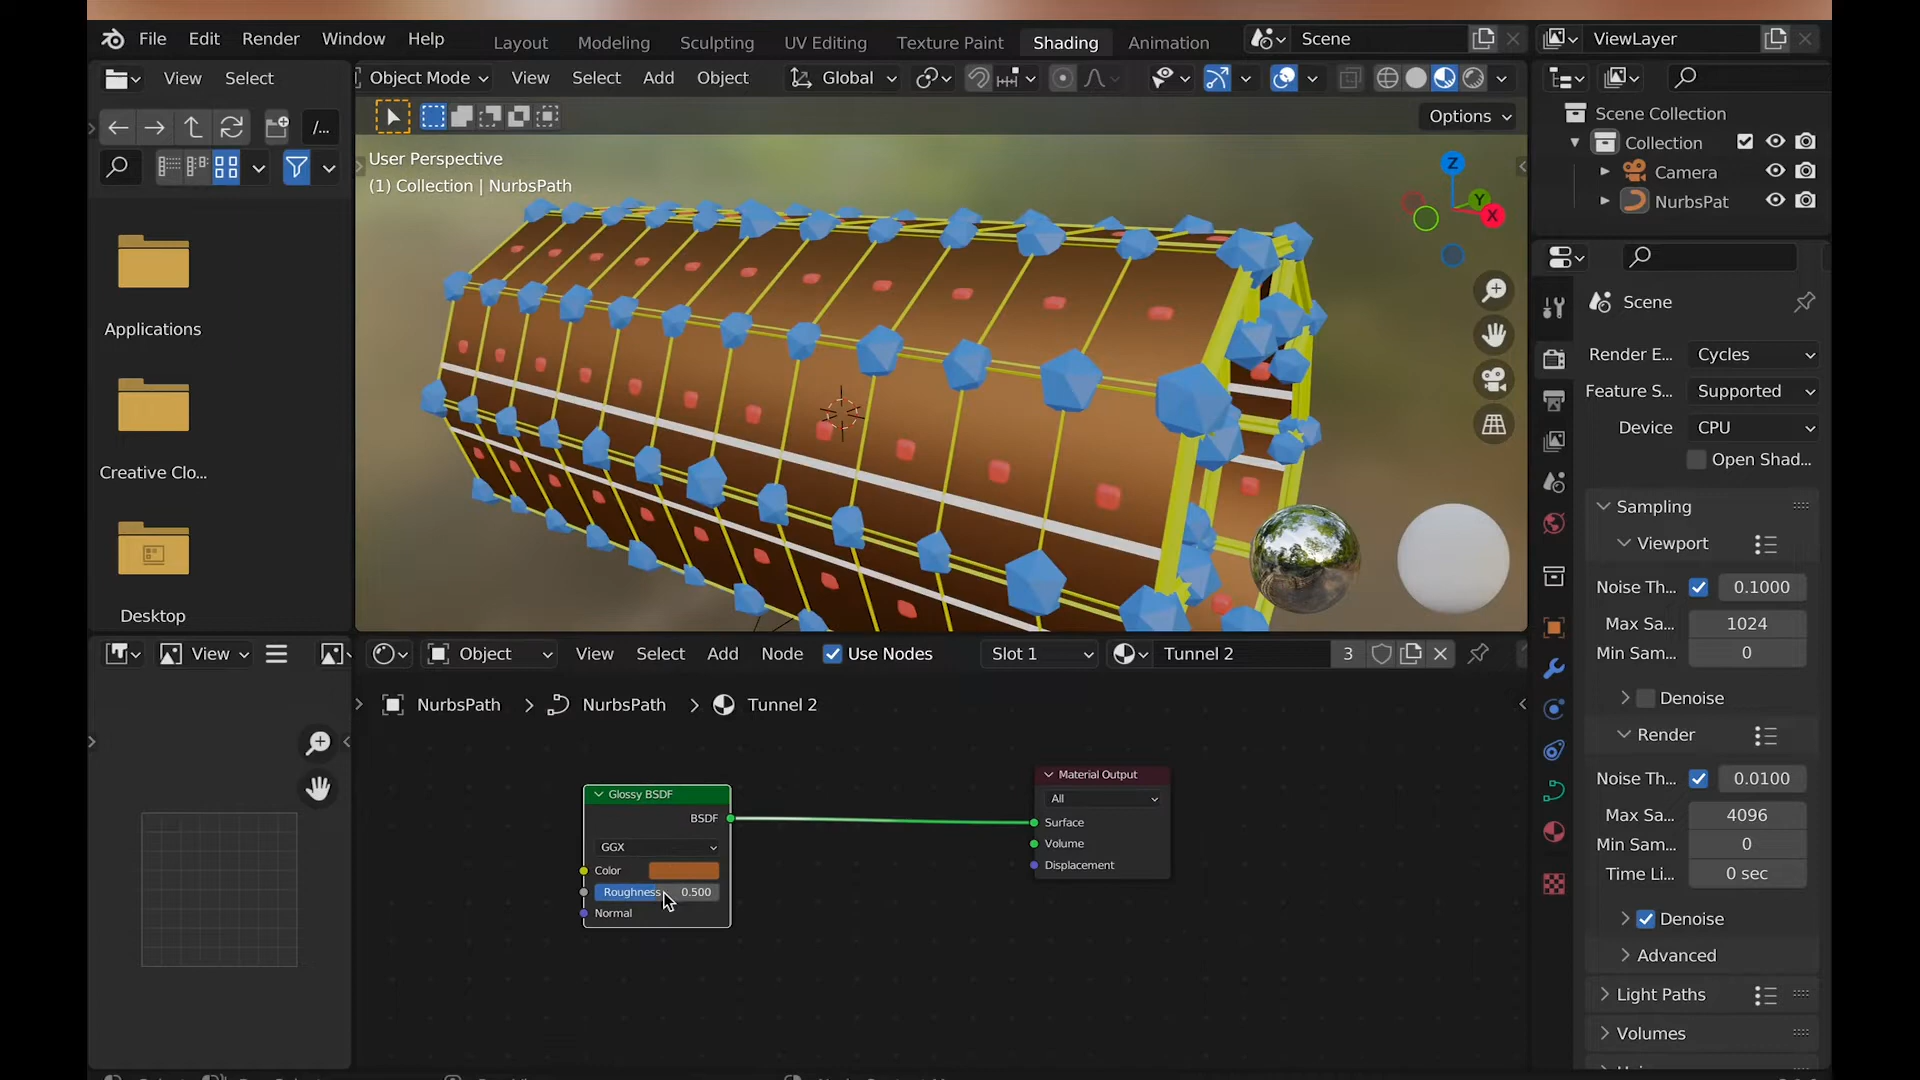 File Edit Render Window Help Layout Modeling Sculpting UV Editing Texture Paint Shading Animation Scene ViewLayer
View Select Object Mode View Select Add Object Global
/... Options
User Perspective
(1) Collection | NurbsPath
Z
Y
X
Applications
Creative Clo...
Desktop
Scene Collection
Collection
Camera
NurbsPat
Scene
Render E... Cycles
Feature S... Supported
Device CPU
Open Shad...
Sampling
Viewport
Noise Th... 0.1000
Max Sa... 1024
Min Sam... 0
Denoise
Render
Noise Th... 0.0100
Max Sa... 4096
Min Sam... 0
Time Li... 0 sec
Denoise
Advanced
Light Paths
Volumes
View Object View Select Add Node Use Nodes Slot 1 Tunnel 2 3
NurbsPath NurbsPath Tunnel 2
Glossy BSDF
BSDF
GGX
Color
Roughness 0.500
Normal
Material Output
All
Surface
Volume
Displacement